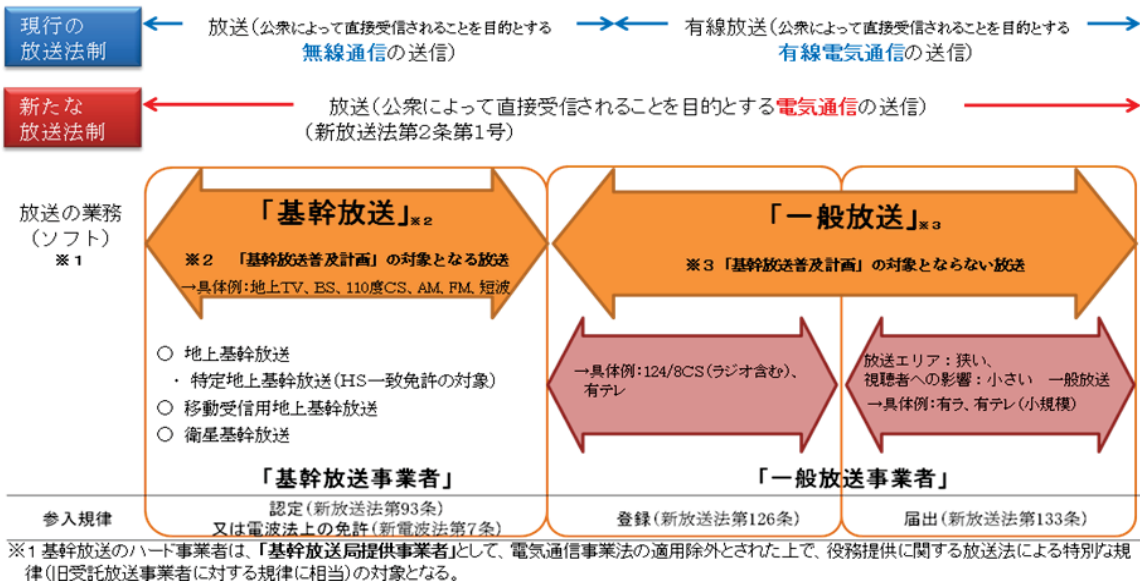 現行の
放送法制
放送(公衆によって直接受信されることを目的とする
無線通信の送信)
有線放送(公衆によって直接受信されることを目的とする
有線電気通信の送信)
新たな
放送法制
放送(公衆によって直接受信されることを目的とする電気通信の送信)
(新放送法第2条第1号)
放送の業務
(ソフト)
※1
「基幹放送」※2
※2 「基幹放送普及計画」の対象となる放送
→具体例:地上TV、BS、110度CS、AM、FM、短波
「一般放送」※3
※3「基幹放送普及計画」の対象とならない放送
○ 地上基幹放送
・特定地上基幹放送(HS一致免許の対象)
○ 移動受信用地上基幹放送
○ 衛星基幹放送
→具体例:124/8CS(ラジオ含む)、
有テレ
放送エリア:狭い、
視聴者への影響:小さい 一般放送
→具体例:有ラ、有テレ(小規模)
「基幹放送事業者」
「一般放送事業者」
参入規律
認定(新放送法第93条)
又は電波法上の免許(新電波法第7条)
登録(新放送法第126条)
届出(新放送法第133条)
※1 基幹放送のハード事業者は、「基幹放送局提供事業者」として、電気通信事業法の適用除外とされた上で、役務提供に関する放送法による特別な規
律(旧受託放送事業者に対する規律に相当)の対象となる。